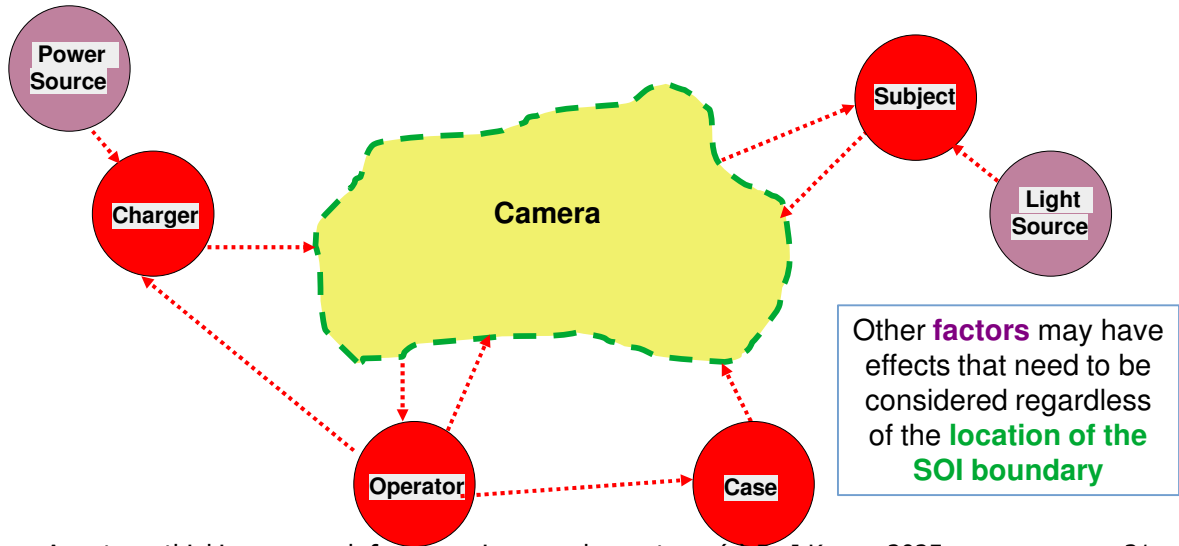 Power
Source
Subject
Charger
Camera
Light
Source
Other factors may have
effects that need to be
considered regardless
of the location of the
SOI boundary
Operator
Case